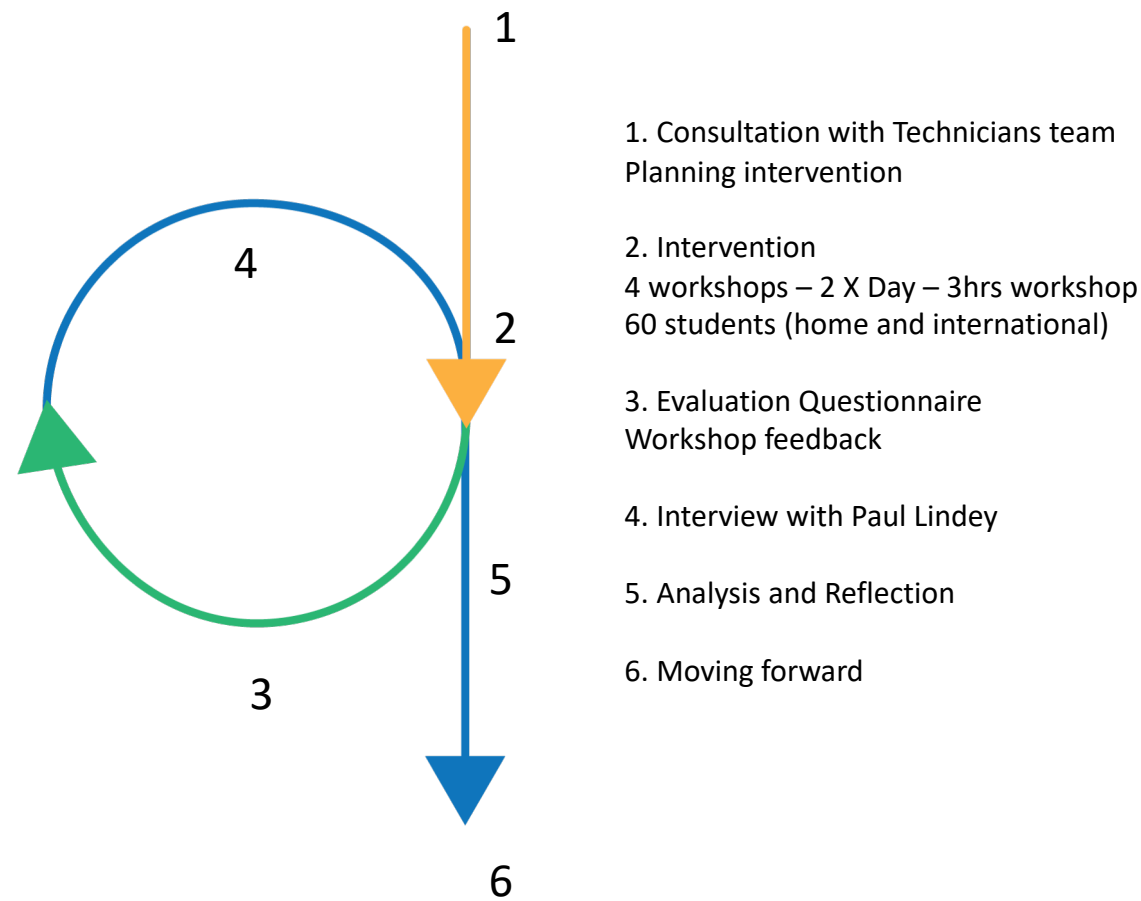 1
4
2
5
3
6
1. Consultation with Technicians team
Planning intervention
2. Intervention
4 workshops – 2 X Day – 3hrs workshop
60 students (home and international)
3. Evaluation Questionnaire
Workshop feedback
4. Interview with Paul Lindey
5. Analysis and Reflection
6. Moving forward